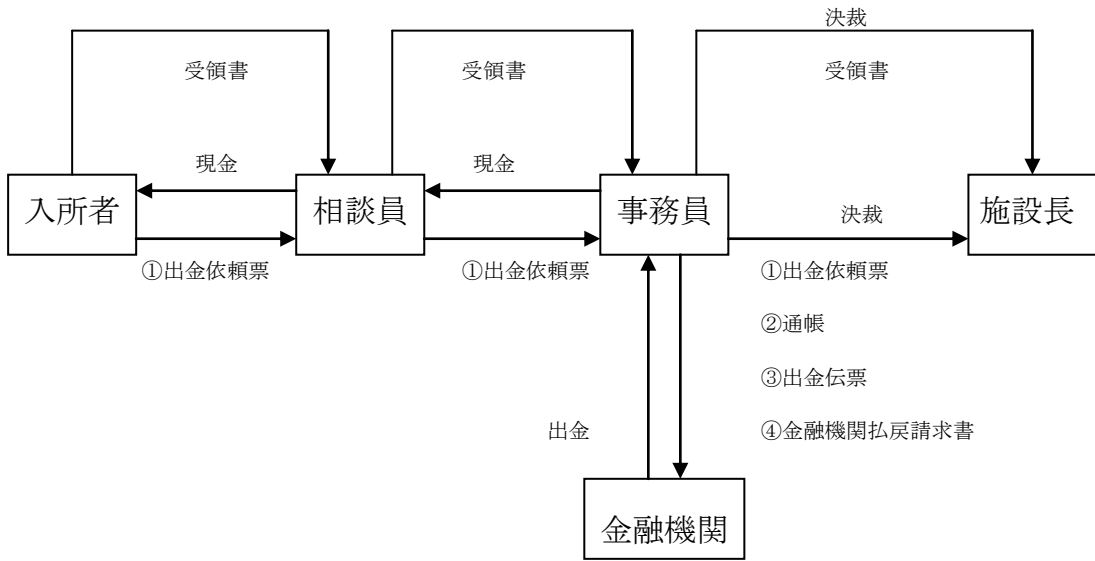 決裁
受領書
受領書
受領書
現金
現金
入所者
相談員
事務員
決裁
施設長
①出金依頼票
①出金依頼票
①出金依頼票
②通帳
③出金伝票
出金
④金融機関払戻請求書
金融機関